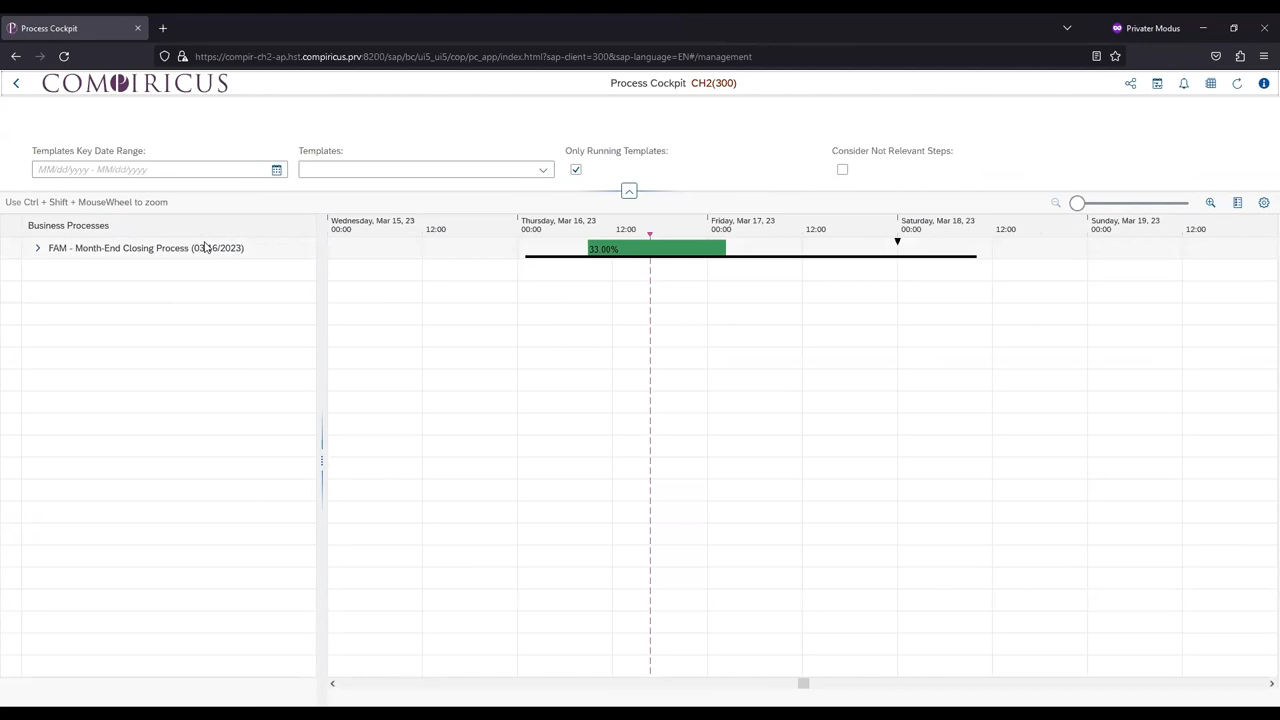 Process Cockpit
Privater Modus
https://compir-ch2-ap.hst.compiricus.prv:8200/sap/bc/ui5_ui5/cop/pc_app/index.html?sap-client=300&sap-language=EN#/management
COMPIRICUS
Process Cockpit CH2(300)
Templates Key Date Range:
Templates:
Only Running Templates:
Consider Not Relevant Steps:
MM/dd/yyyy - MM/dd/yyyy
Use Ctrl + Shift + MouseWheel to zoom
Business Processes
Wednesday, Mar 15, 23
Thursday, Mar 16, 23
Friday, Mar 17, 23
Saturday, Mar 18, 23
Sunday, Mar 19, 23
00:00 12:00 00:00 12:00 00:00 12:00 00:00 12:00 00:00 12:00
FAM - Month-End Closing Process (03/16/2023)
33.00%